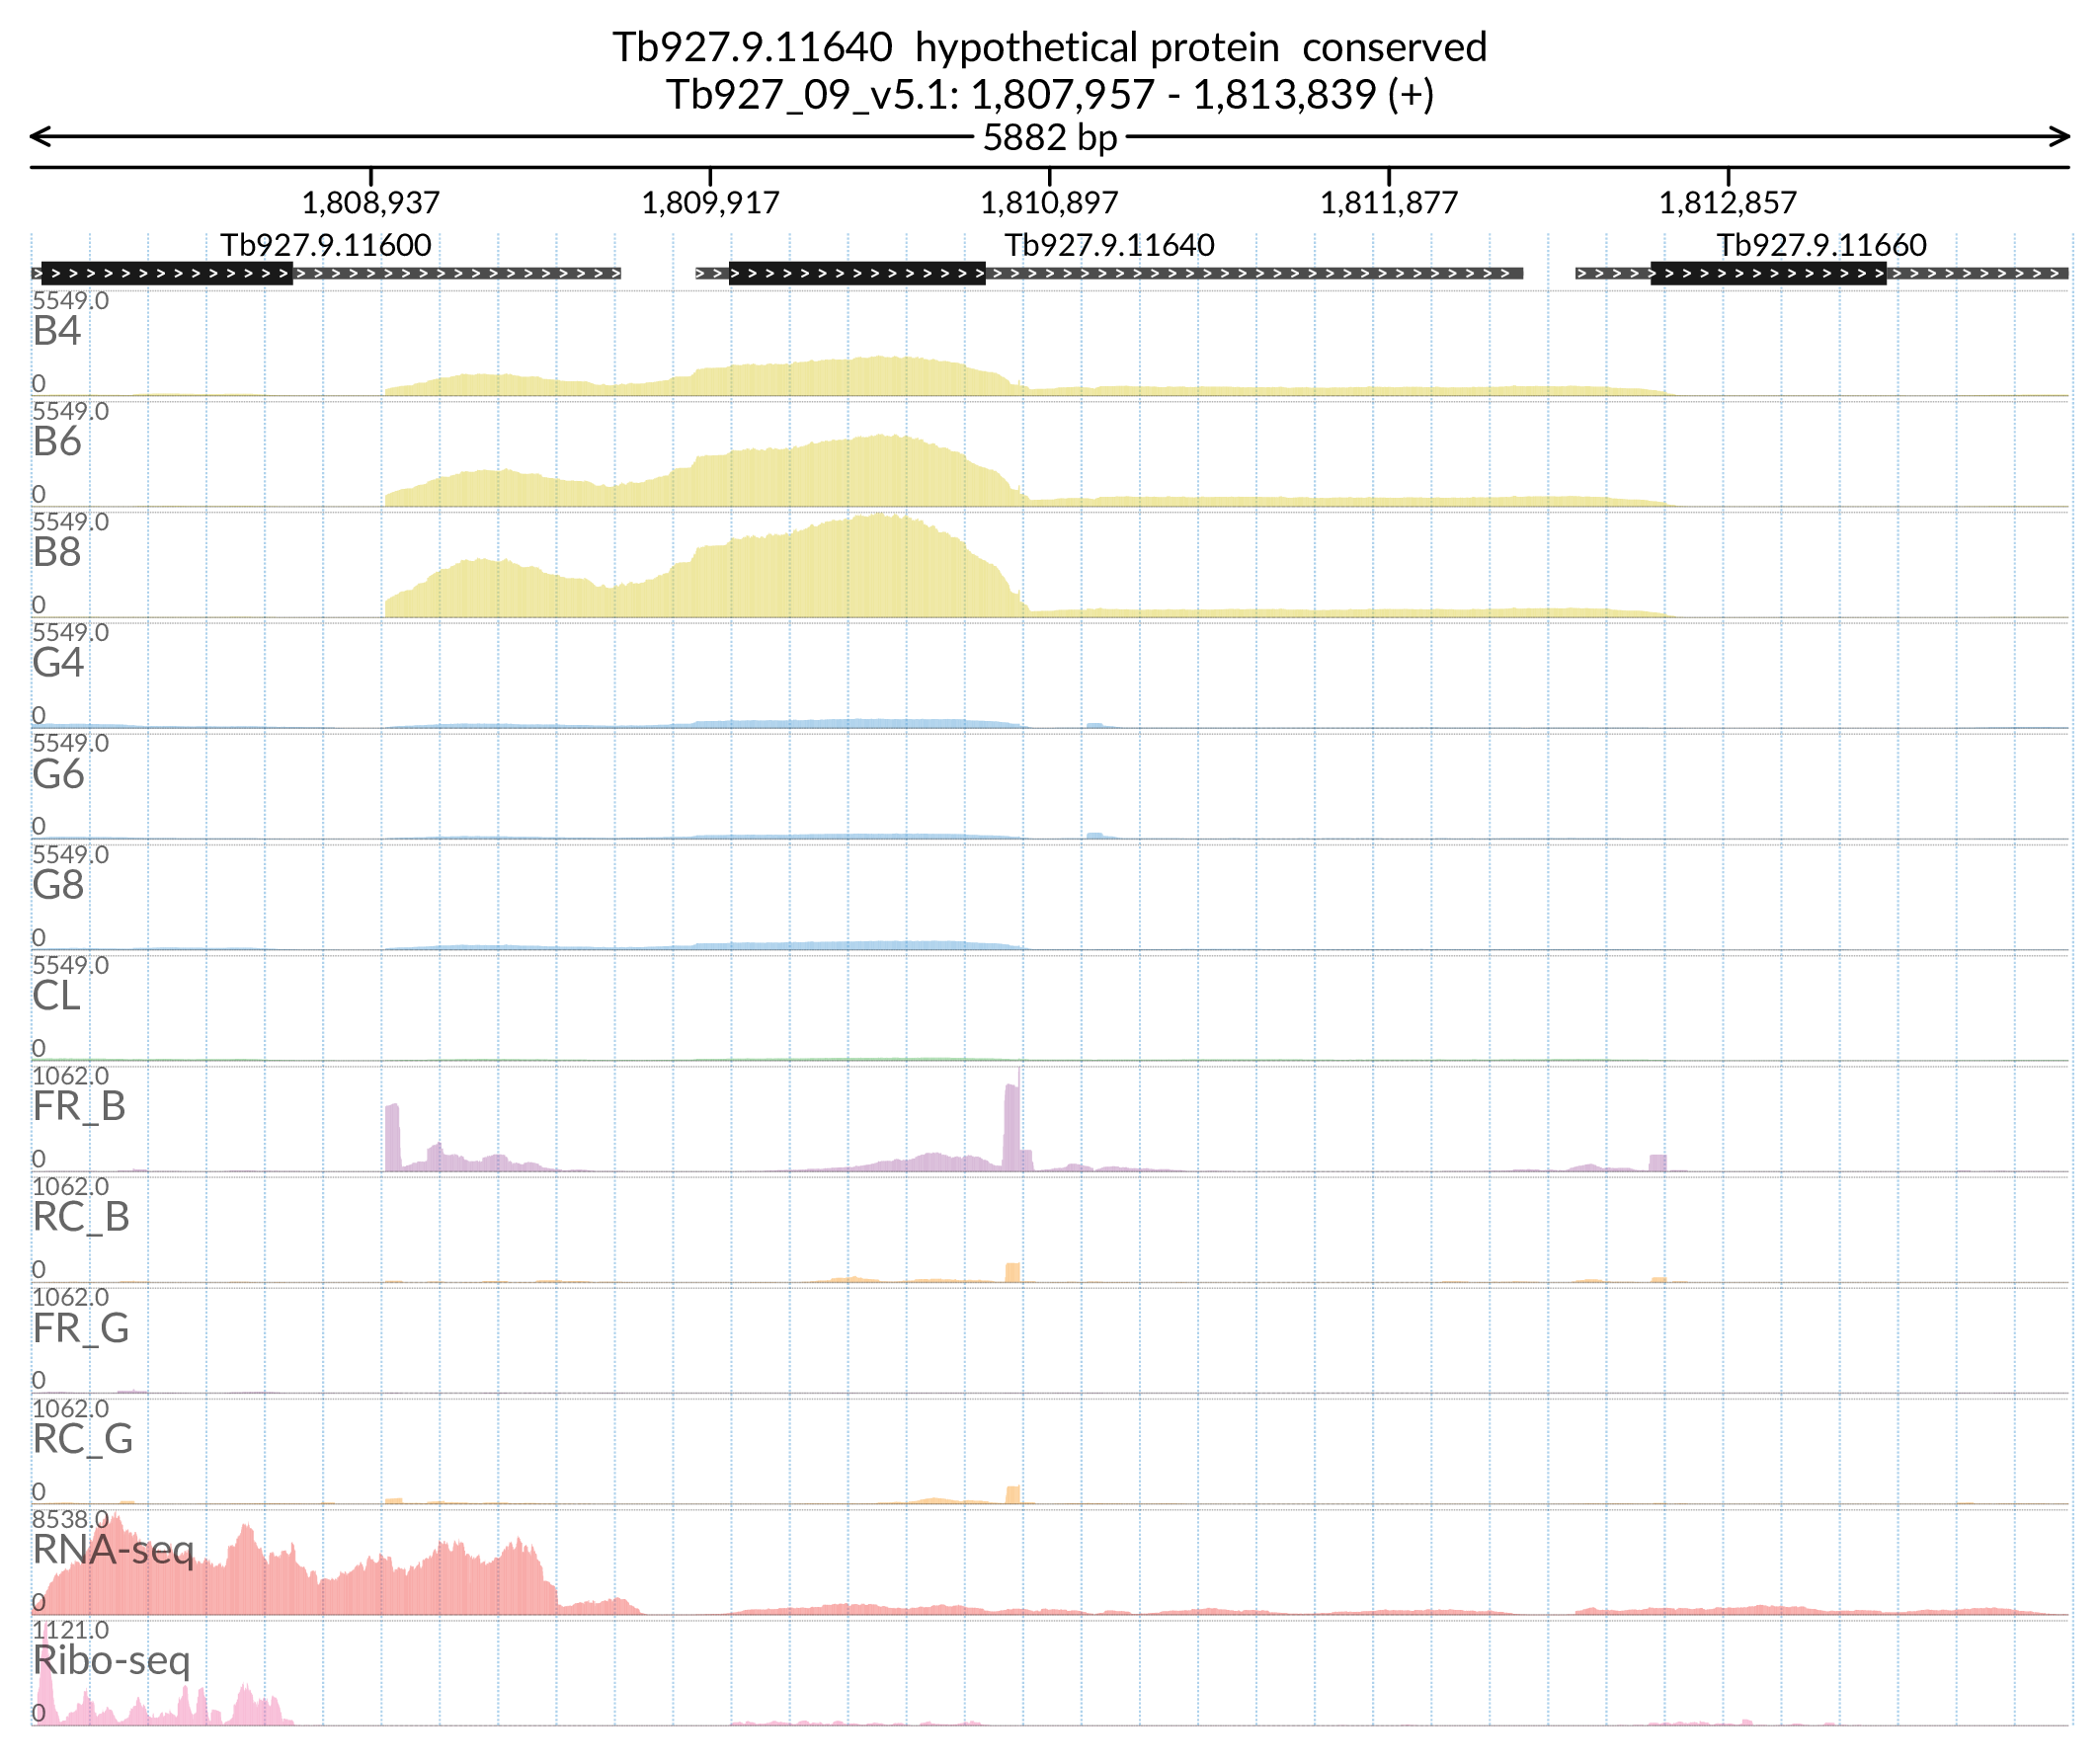 Tb927.9.11640 hypothetical protein conserved
Tb927_09_v5.1: 1,807,957 - 1,813,839 (+)
5882 bp
1,808,937 1,809,917 1,810,897 1,811,877 1,812,857
Tb927.9.11600 Tb927.9.11640 Tb927.9.11660
5549.0
B4
0
5549.0
B6
0
5549.0
B8
0
5549.0
G4
0
5549.0
G6
0
5549.0
G8
0
5549.0
CL
0
1062.0
FR_B
0
1062.0
RC_B
0
1062.0
FR_G
0
1062.0
RC_G
0
8538.0
RNA-seq
0
1121.0
Ribo-seq
0